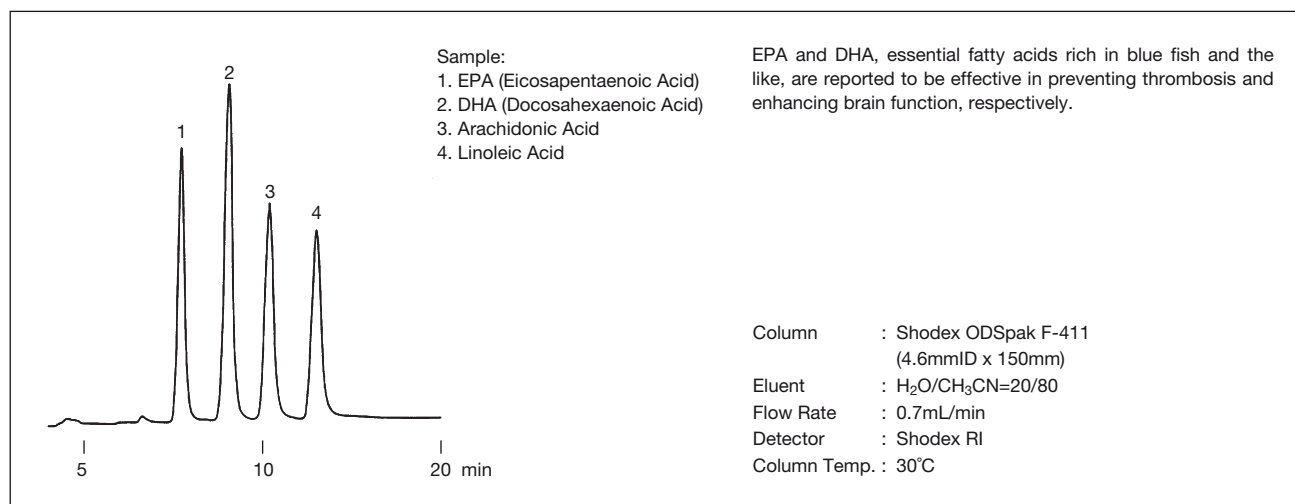 Sample:
1. EPA (Eicosapentaenoic Acid)
2. DHA (Docosahexaenoic Acid)
3. Arachidonic Acid
4. Linoleic Acid
EPA and DHA, essential fatty acids rich in blue fish and the
like, are reported to be effective in preventing thrombosis and
enhancing brain function, respectively.
1
2
3
4
5
10
20 min
Column : Shodex ODSpak F-411
(4.6mmID x 150mm)
Eluent : H₂O/CH₃CN=20/80
Flow Rate : 0.7mL/min
Detector : Shodex RI
Column Temp. : 30°C